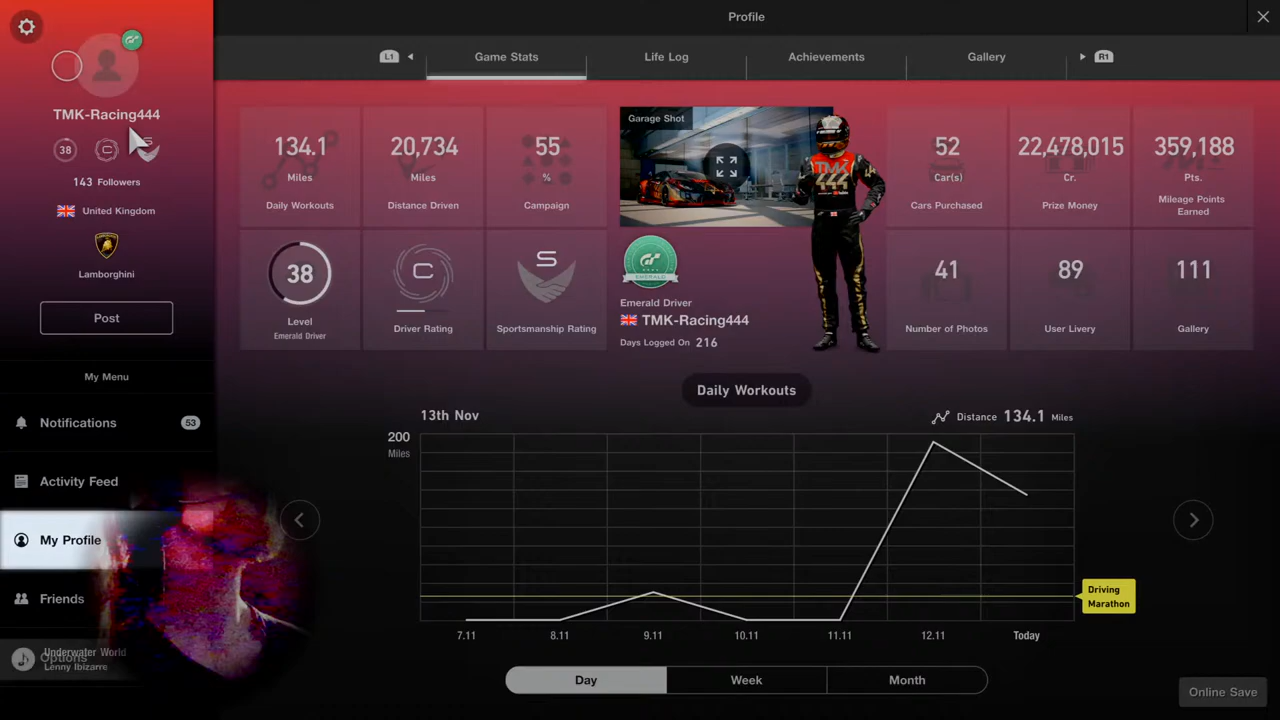 Profile
L1
Game Stats
Life Log
Achievements
Gallery
R1
TMK-Racing444
38
C
S
143 Followers
United Kingdom
Lamborghini
Post
My Menu
Notifications
53
Activity Feed
My Profile
Friends
Options
Underwater World
Lenny Ibizarre
134.1
Miles
Daily Workouts
20,734
Miles
Distance Driven
55
%
Campaign
Garage Shot
TMK
444
52
Car(s)
Cars Purchased
22,478,015
Cr.
Prize Money
359,188
Pts.
Mileage Points
Earned
38
Level
Emerald Driver
C
Driver Rating
S
Sportsmanship Rating
EMERALD
Emerald Driver
TMK-Racing444
Days Logged On 216
41
Number of Photos
89
User Livery
111
Gallery
Daily Workouts
13th Nov
Distance 134.1 Miles
200
Miles
Driving
Marathon
7.11
8.11
9.11
10.11
11.11
12.11
Today
Day
Week
Month
Online Save